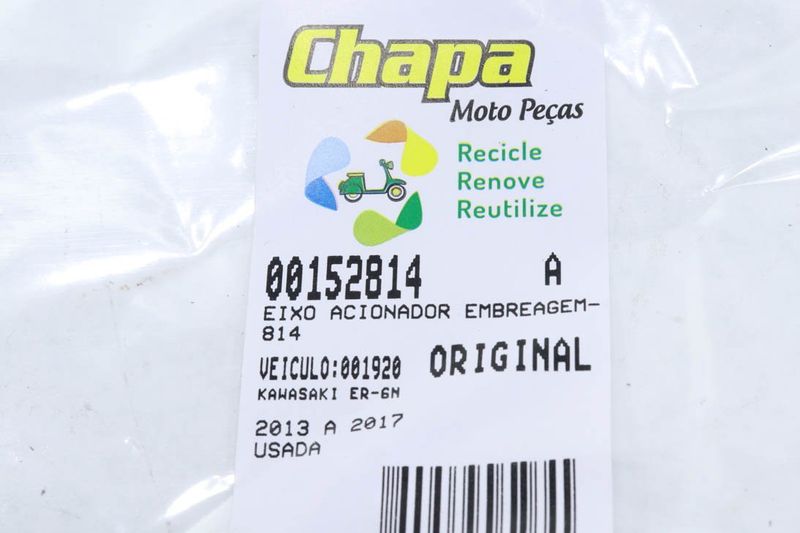 Chapa
Moto Peças
Recicle
Renove
Reutilize
00152814 A
EIXO ACIONADOR EMBREAGEM-
814
VEICULO:001920 ORIGINAL
KAWASAKI ER-6N
2013 A 2017
USADA